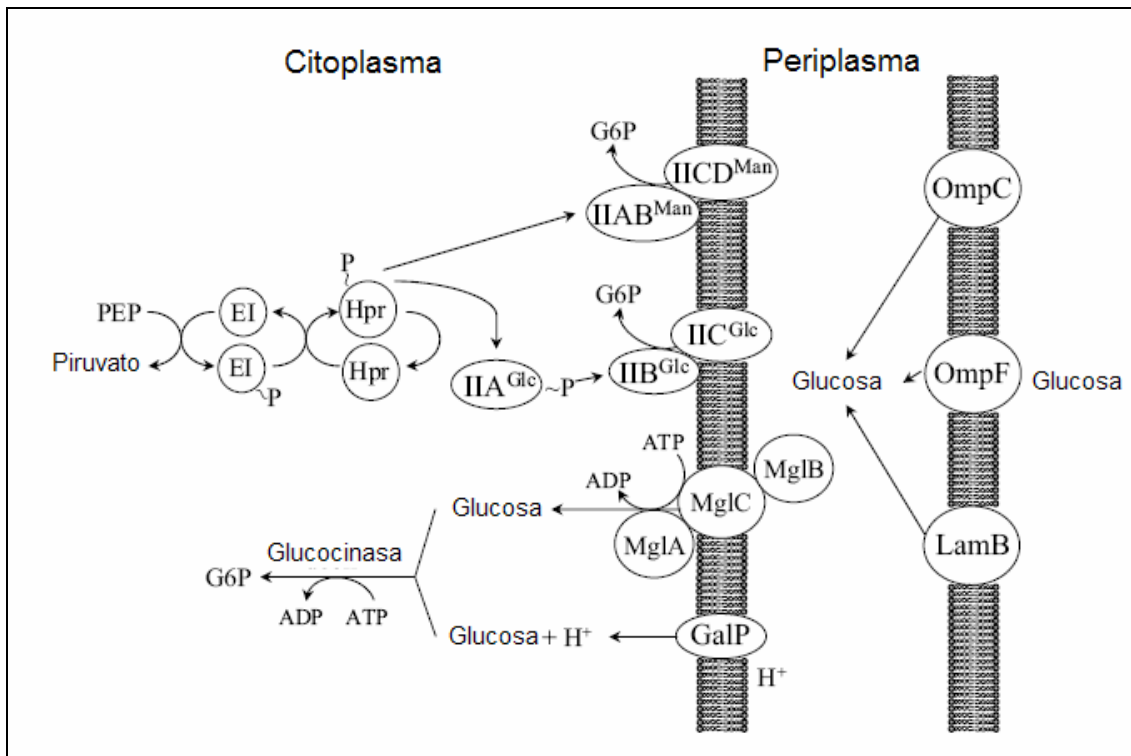 Citoplasma
Periplasma
G6P
IICD^Man
IIAB^Man
OmpC
P
~
Hpr
PEP
EI
Piruvato
EI
~P
Hpr
IIA^Glc
~P
G6P
IIC^Glc
IIB^Glc
Glucosa
OmpF
Glucosa
ATP
ADP
MglB
MglC
MglA
Glucosa
LamB
Glucocinasa
G6P
ADP
ATP
Glucosa + H⁺
GalP
H⁺